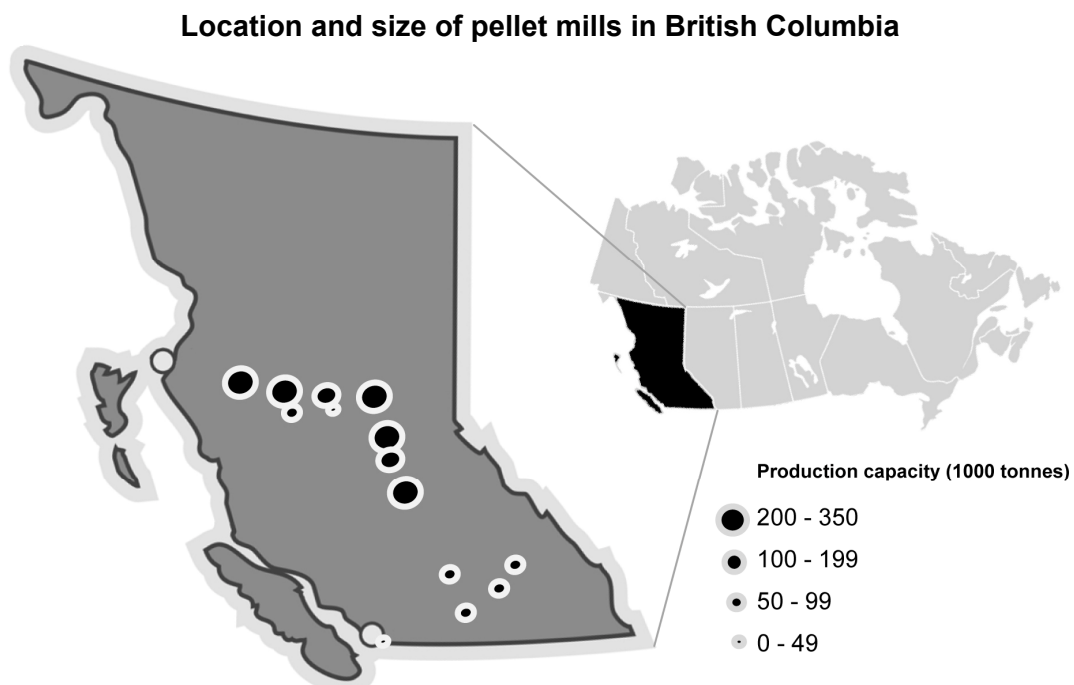 Location and size of pellet mills in British Columbia
Production capacity (1000 tonnes)
200 - 350
100 - 199
50 - 99
0 - 49